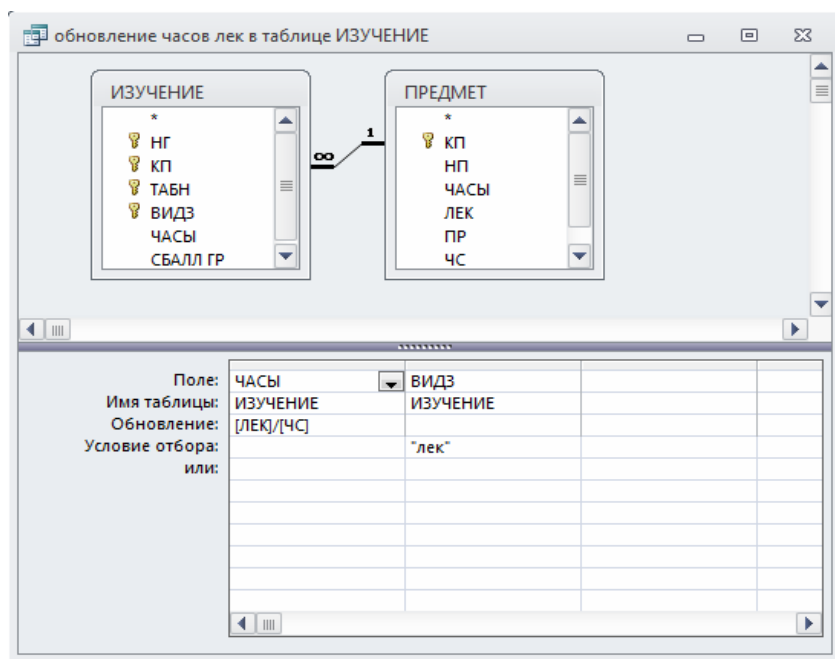 обновление часов лек в таблице ИЗУЧЕНИЕ
ИЗУЧЕНИЕ
*
НГ
КП
ТАБН
ВИДЗ
ЧАСЫ
СБАЛЛ ГР
∞ 1
ПРЕДМЕТ
*
КП
НП
ЧАСЫ
ЛЕК
ПР
ЧС
Поле: ЧАСЫ ВИДЗ
Имя таблицы: ИЗУЧЕНИЕ ИЗУЧЕНИЕ
Обновление: [ЛЕК]/[ЧС]
Условие отбора: "лек"
или: